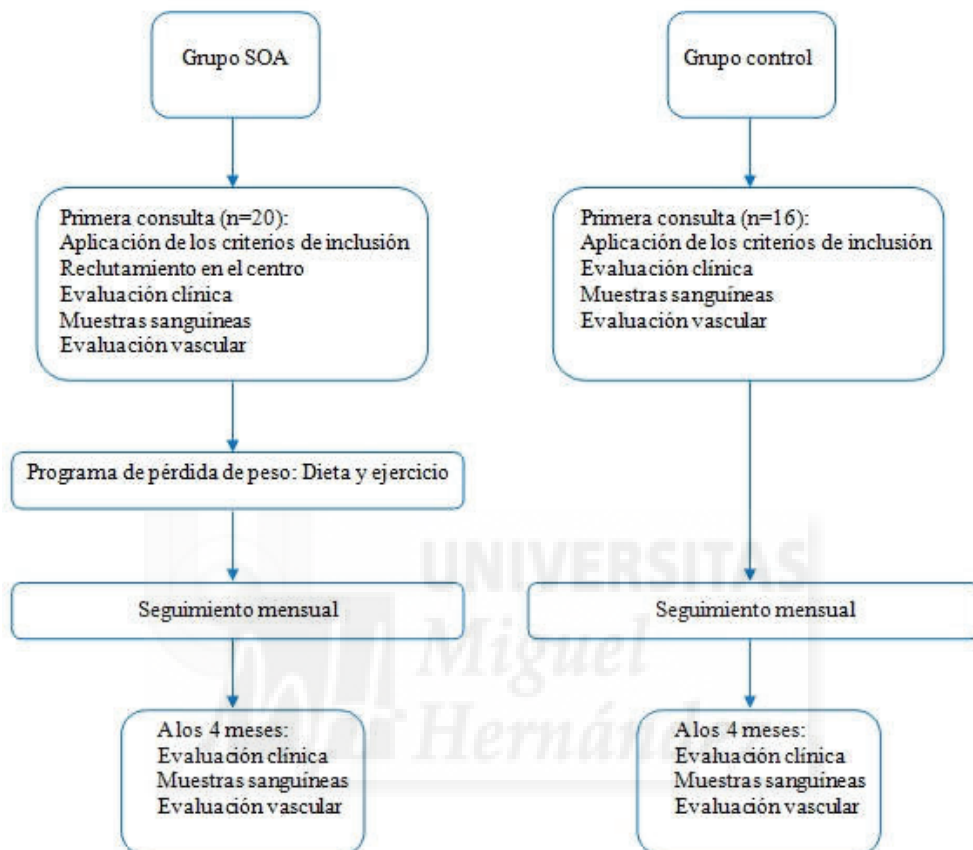 Grupo SOA
Grupo control
Primera consulta (n=20):
Aplicación de los criterios de inclusión
Reclutamiento en el centro
Evaluación clínica
Muestras sanguíneas
Evaluación vascular
Primera consulta (n=16):
Aplicación de los criterios de inclusión
Evaluación clínica
Muestras sanguíneas
Evaluación vascular
Programa de pérdida de peso: Dieta y ejercicio
Seguimiento mensual
Seguimiento mensual
A los 4 meses:
Evaluación clínica
Muestras sanguíneas
Evaluación vascular
A los 4 meses:
Evaluación clínica
Muestras sanguíneas
Evaluación vascular
UNIVERSITAS
Miguel
Hernández